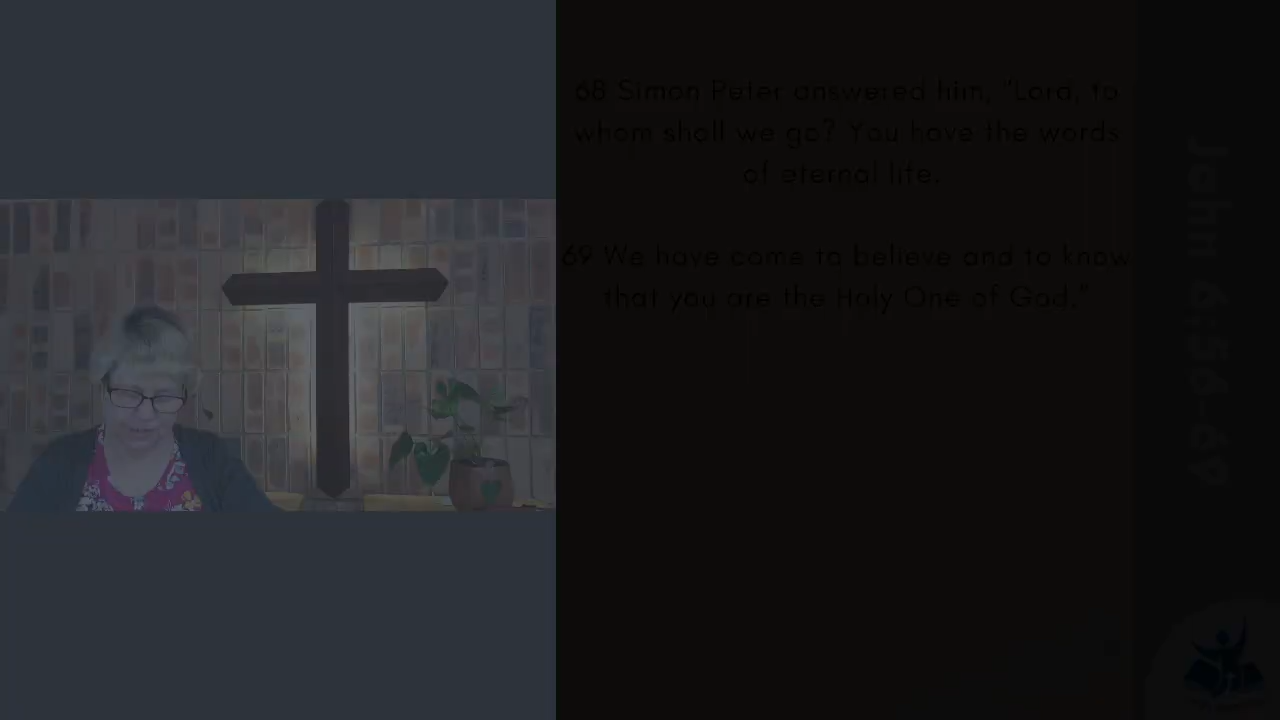 68 Simon Peter answered him, "Lord, to
whom shall we go? You have the words
of eternal life.
69 We have come to believe and to know
that you are the Holy One of God."
John 6:56-69